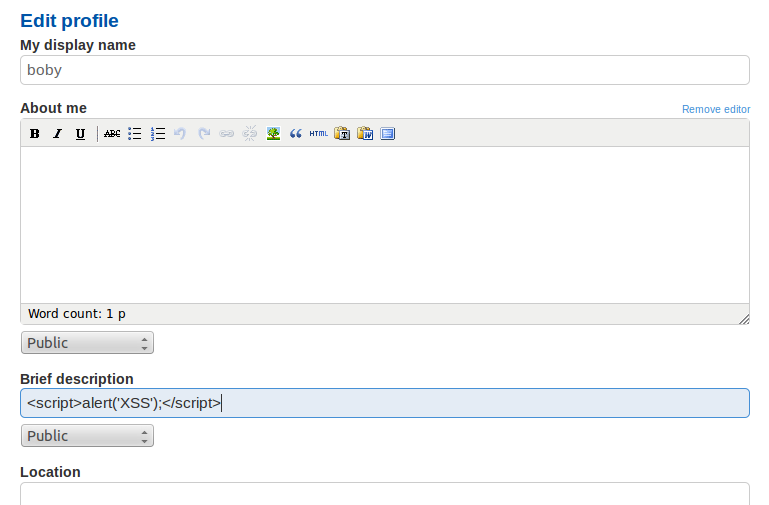 Edit profile
My display name
boby
About me
Remove editor
B I U ABC HTML
Word count: 1 p
Public
Brief description
<script>alert('XSS');</script>
Public
Location